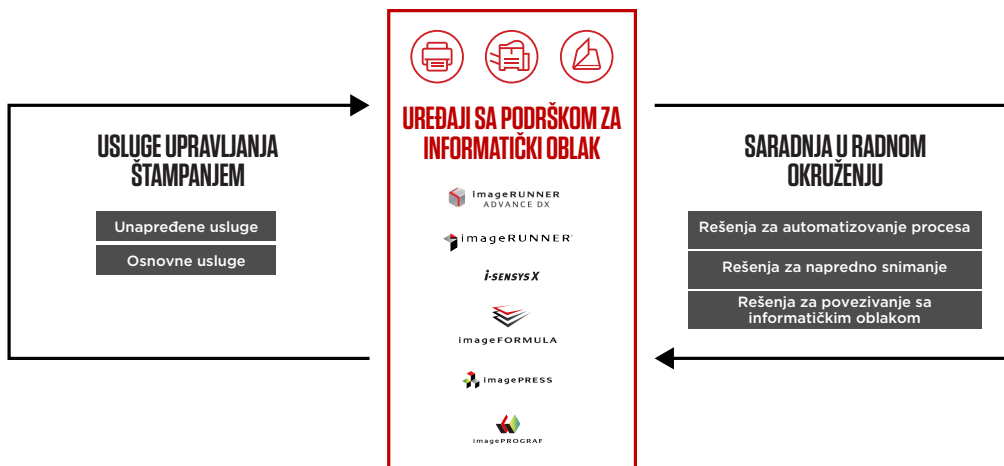 USLUGE UPRAVLJANJA
ŠTAMPANJEM
Unapređene usluge
Osnovne usluge
UREĐAJI SA PODRŠKOM ZA
INFORMATIČKI OBLAK
imageRUNNER
ADVANCE DX
imageRUNNER
i-SENSYS X
imageFORMULA
imagePRESS
imagePROGRAF
SARADNJA U RADNOM
OKRUŽENJU
Rešenja za automatizovanje procesa
Rešenja za napredno snimanje
Rešenja za povezivanje sa
informatičkim oblakom